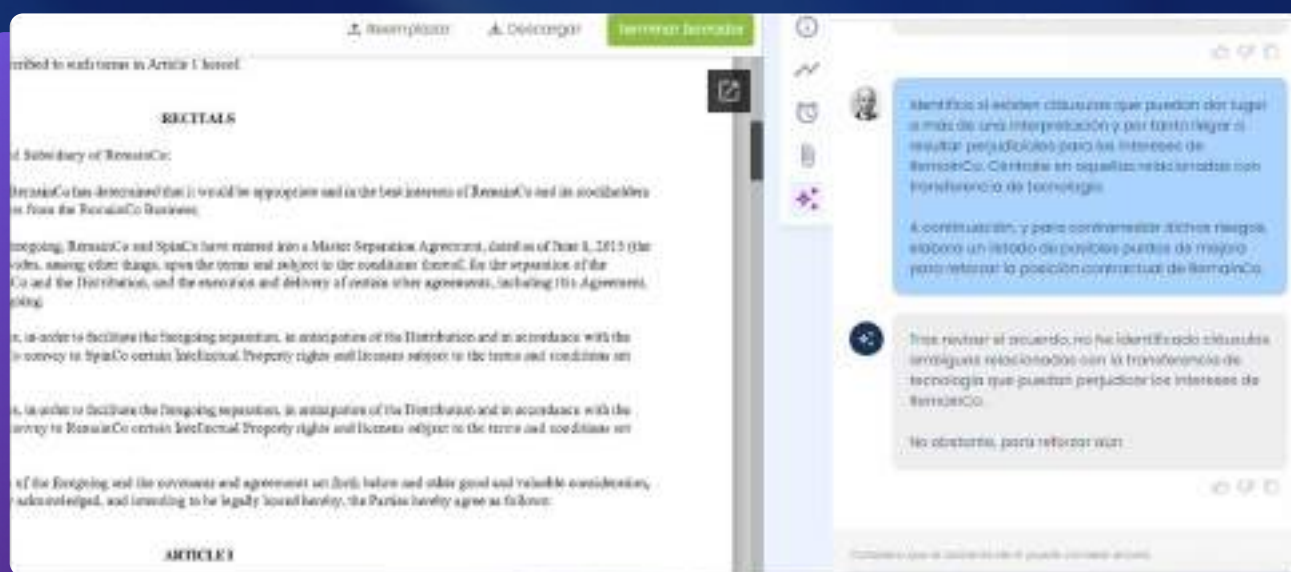 Reemplazar
Descargar
Terminar borrador
cribed to such terms in Article 1 hereof.
RECITALS
d Subsidiary of RemainCo;
RemainCo has determined that it would be appropriate and in the best interests of RemainCo and its stockholders
from the RemainCo Business;
foregoing, RemainCo and SpinCo have entered into a Master Separation Agreement, dated as of June 8, 2015 (the
among other things, upon the terms and subject to the conditions thereof, for the separation of the
Co and the Distribution, and the execution and delivery of certain other agreements, including this Agreement,
going;
in order to facilitate the foregoing separation, in anticipation of the Distribution and in accordance with the
convey to SpinCo certain Intellectual Property rights and licenses subject to the terms and conditions set
in order to facilitate the foregoing separation, in anticipation of the Distribution and in accordance with the
convey to RemainCo certain Intellectual Property rights and licenses subject to the terms and conditions set
of the foregoing and the covenants and agreements set forth below and other good and valuable consideration,
acknowledged, and intending to be legally bound hereby, the Parties hereby agree as follows:
ARTICLE I
Identifica si existen cláusulas que puedan dar lugar
a más de una interpretación y por tanto llegar a
resultar perjudiciales para los intereses de
RemainCo. Céntrate en aquellas relacionadas con
transferencia de tecnología.
A continuación, y para contrarrestar dichos riesgos,
elabora un listado de posibles puntos de mejora
para reforzar la posición contractual de RemainCo.
Tras revisar el acuerdo, no he identificado cláusulas
ambiguas relacionadas con la transferencia de
tecnología que puedan perjudicar los intereses de
RemainCo.
No obstante, para reforzar aún